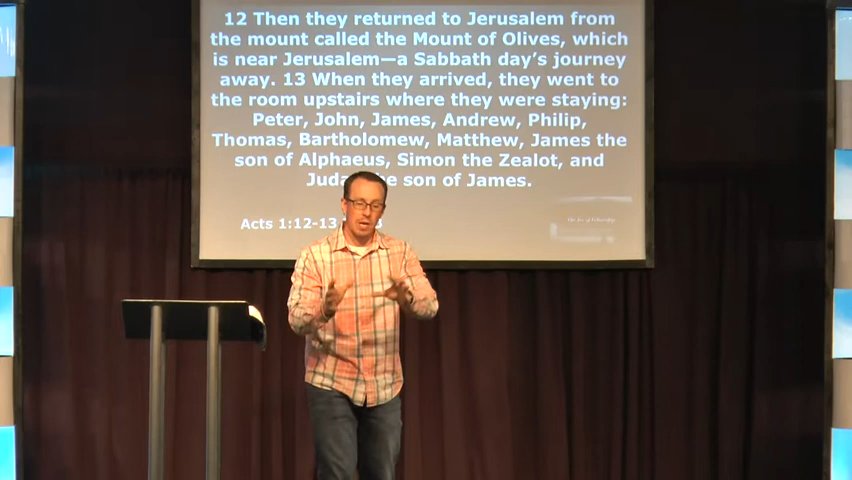 12 Then they returned to Jerusalem from
the mount called the Mount of Olives, which
is near Jerusalem—a Sabbath day's journey
away. 13 When they arrived, they went to
the room upstairs where they were staying:
Peter, John, James, Andrew, Philip,
Thomas, Bartholomew, Matthew, James the
son of Alphaeus, Simon the Zealot, and
the son of James.
Acts 1:12-13